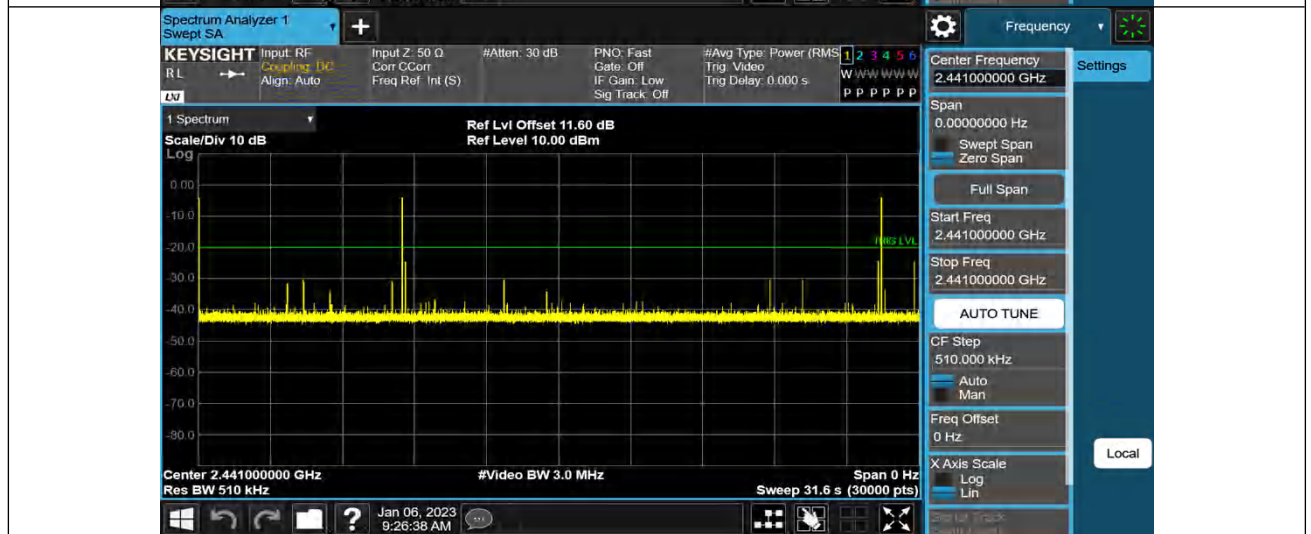 Spectrum Analyzer 1
Swept SA
+
Frequency
KEYSIGHT
RL
LXI
Input: RF
Coupling: DC
Align: Auto
Input Z: 50 Ω
Corr CCorr
Freq Ref: Int (S)
#Atten: 30 dB
PNO: Fast
Gate: Off
IF Gain: Low
Sig Track: Off
#Avg Type: Power (RMS
Trig: Video
Trig Delay: 0.000 s
1 2 3 4 5 6
W W W W W W
P P P P P P
1 Spectrum
Scale/Div 10 dB
Log
Ref Lvl Offset 11.60 dB
Ref Level 10.00 dBm
0.00
-10.0
-20.0
TRIG LVL
-30.0
-40.0
-50.0
-60.0
-70.0
-80.0
Center 2.441000000 GHz
#Video BW 3.0 MHz
Span 0 Hz
Res BW 510 kHz
Sweep 31.6 s (30000 pts)
?
Jan 06, 2023
9:26:38 AM
Center Frequency
2.441000000 GHz
Settings
Span
0.00000000 Hz
Swept Span
Zero Span
Full Span
Start Freq
2.441000000 GHz
Stop Freq
2.441000000 GHz
AUTO TUNE
CF Step
510.000 kHz
Auto
Man
Freq Offset
0 Hz
X Axis Scale
Log
Lin
Local